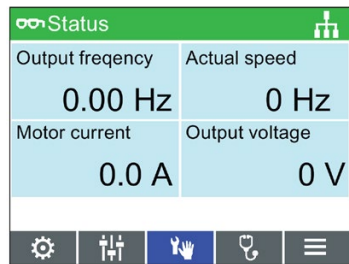 Status
Output freqency
Actual speed
0.00 Hz
0 Hz
Motor current
Output voltage
0.0 A
0 V